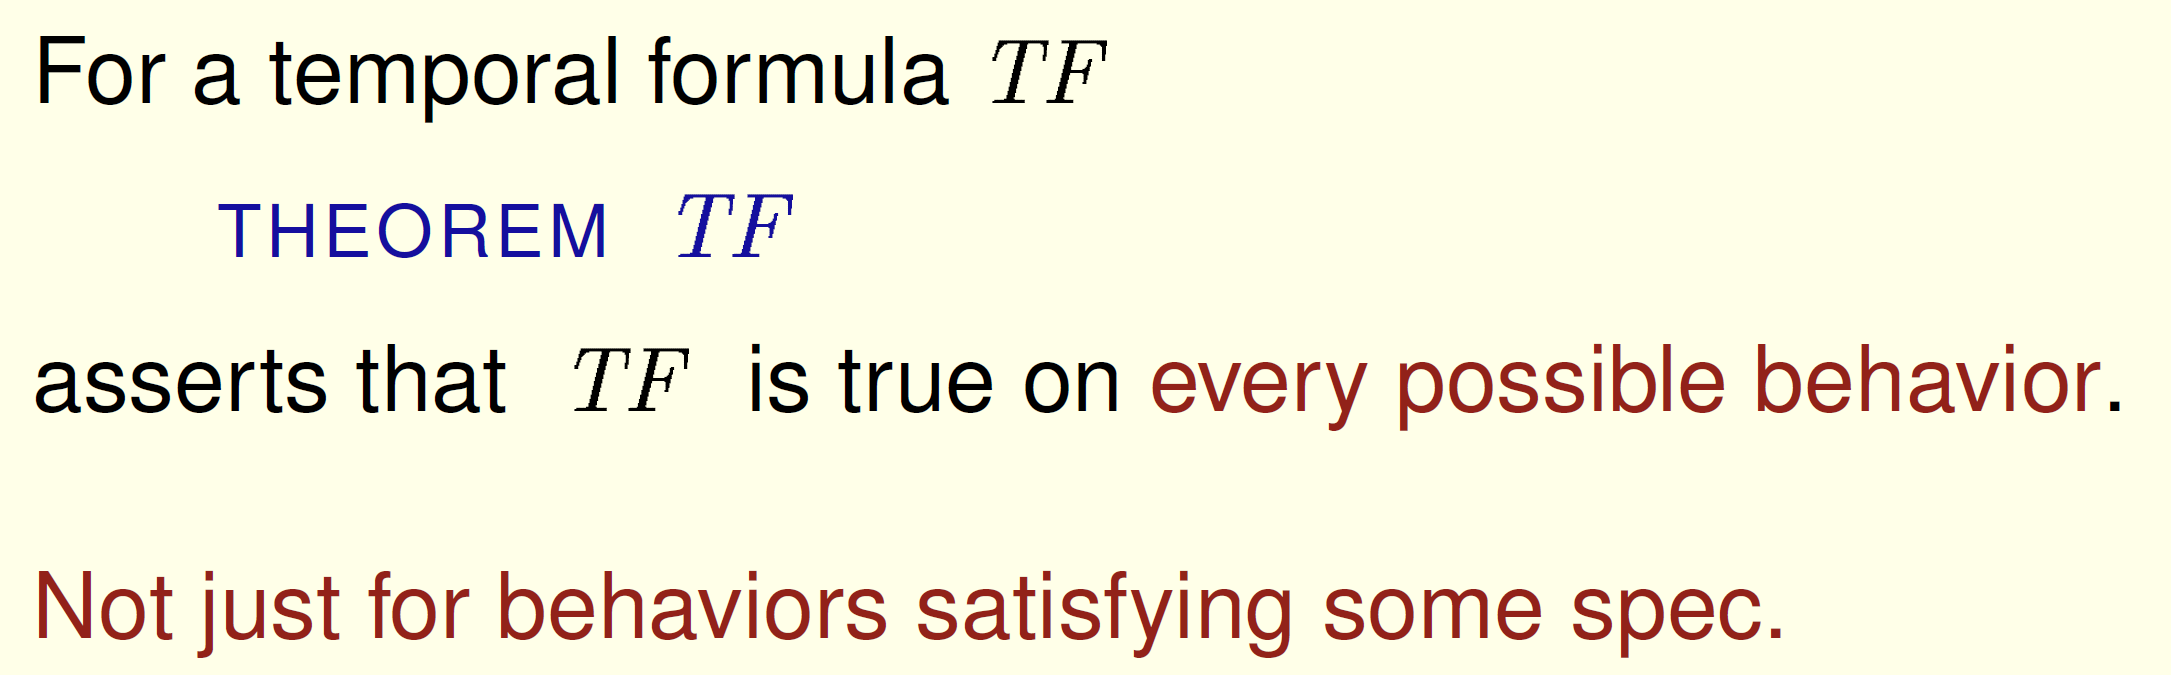 For a temporal formula TF
THEOREM TF
asserts that TF is true on every possible behavior.
Not just for behaviors satisfying some spec.